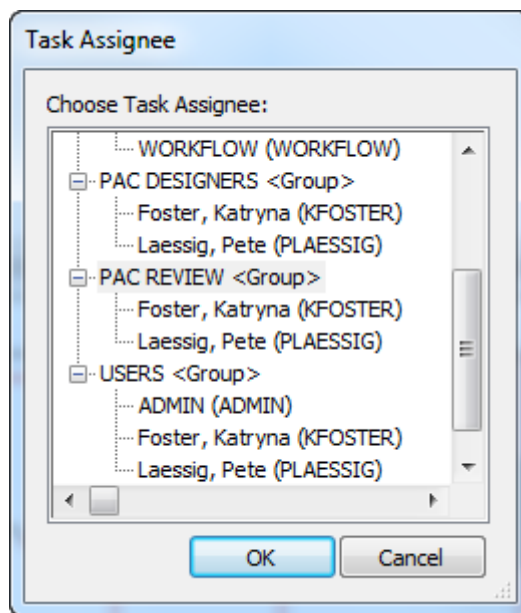 Task Assignee
Choose Task Assignee:
WORKFLOW (WORKFLOW)
PAC DESIGNERS <Group>
Foster, Katryna (KFOSTER)
Laessig, Pete (PLAESSIG)
PAC REVIEW <Group>
Foster, Katryna (KFOSTER)
Laessig, Pete (PLAESSIG)
USERS <Group>
ADMIN (ADMIN)
Foster, Katryna (KFOSTER)
Laessig, Pete (PLAESSIG)
OK Cancel